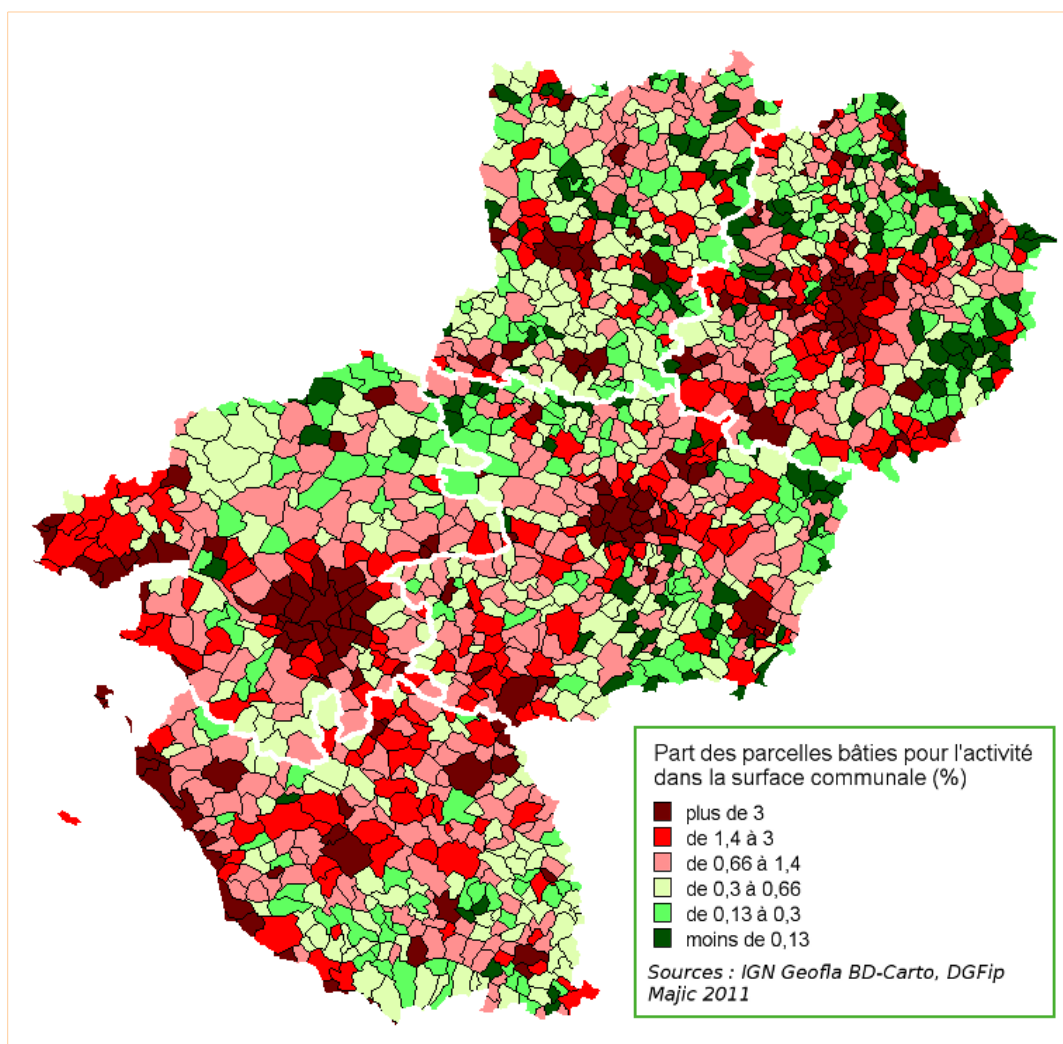 Part des parcelles bâties pour l'activité
dans la surface communale (%)
plus de 3
de 1,4 à 3
de 0,66 à 1,4
de 0,3 à 0,66
de 0,13 à 0,3
moins de 0,13
Sources : IGN Geofla BD-Carto, DGFip
Majic 2011